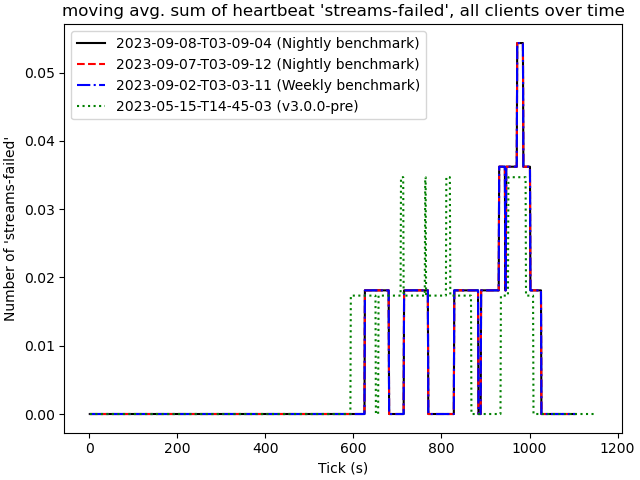 moving avg. sum of heartbeat 'streams-failed', all clients over time
2023-09-08-T03-09-04 (Nightly benchmark)
2023-09-07-T03-09-12 (Nightly benchmark)
2023-09-02-T03-03-11 (Weekly benchmark)
2023-05-15-T14-45-03 (v3.0.0-pre)
Number of 'streams-failed'
0.05
0.04
0.03
0.02
0.01
0.00
0
200
400
600
800
1000
1200
Tick (s)